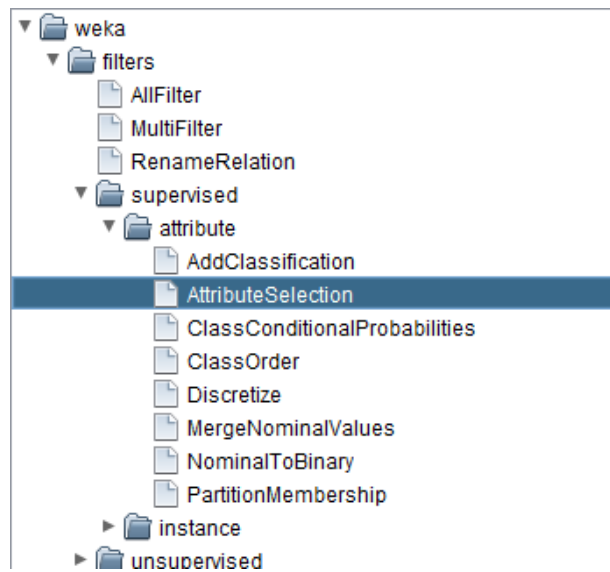 weka
filters
AllFilter
MultiFilter
RenameRelation
supervised
attribute
AddClassification
AttributeSelection
ClassConditionalProbabilities
ClassOrder
Discretize
MergeNominalValues
NominalToBinary
PartitionMembership
instance
unsupervised